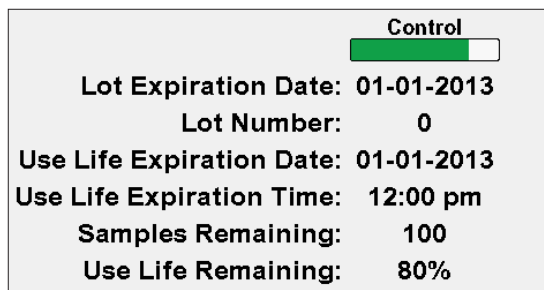 Control
Lot Expiration Date: 01-01-2013
Lot Number: 0
Use Life Expiration Date: 01-01-2013
Use Life Expiration Time: 12:00 pm
Samples Remaining: 100
Use Life Remaining: 80%